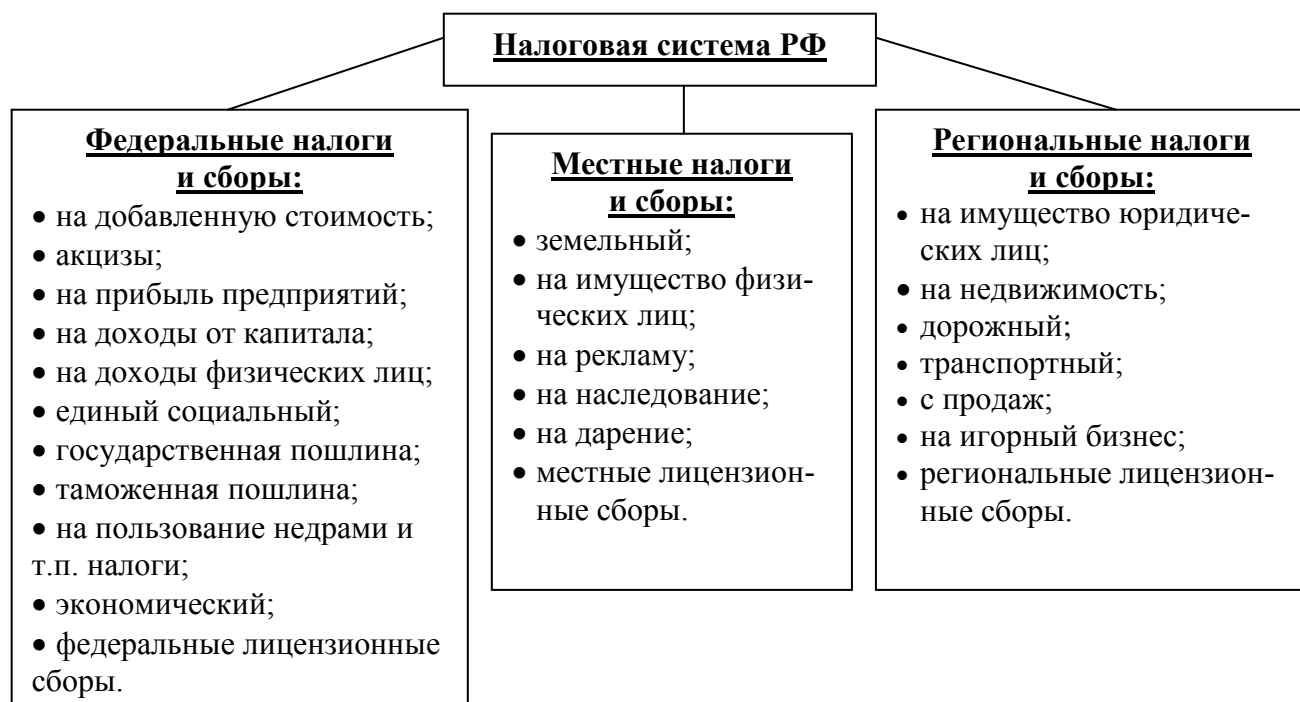 Налоговая система РФ
Федеральные налоги
и сборы:
• на добавленную стоимость;
• акцизы;
• на прибыль предприятий;
• на доходы от капитала;
• на доходы физических лиц;
• единый социальный;
• государственная пошлина;
• таможенная пошлина;
• на пользование недрами и
т.п. налоги;
• экономический;
• федеральные лицензионные
сборы.
Местные налоги
и сборы:
• земельный;
• на имущество физи-
ческих лиц;
• на рекламу;
• на наследование;
• на дарение;
• местные лицензион-
ные сборы.
Региональные налоги
и сборы:
• на имущество юридиче-
ских лиц;
• на недвижимость;
• дорожный;
• транспортный;
• с продаж;
• на игорный бизнес;
• региональные лицензион-
ные сборы.